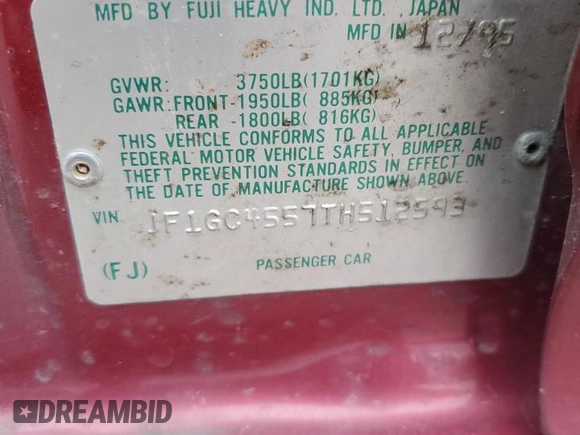 MFD BY FUJI HEAVY IND. LTD. JAPAN
MFD IN 12/95
GVWR: 3750LB(1701KG)
GAWR:FRONT-1950LB( 885KG)
REAR -1800LB( 816KG)
THIS VEHICLE CONFORMS TO ALL APPLICABLE
FEDERAL MOTOR VEHICLE SAFETY, BUMPER, AND
THEFT PREVENTION STANDARDS IN EFFECT ON
THE DATE OF MANUFACTURE SHOWN ABOVE.
VIN JF1GC4557TH512593
(FJ) PASSENGER CAR
DREAMBID